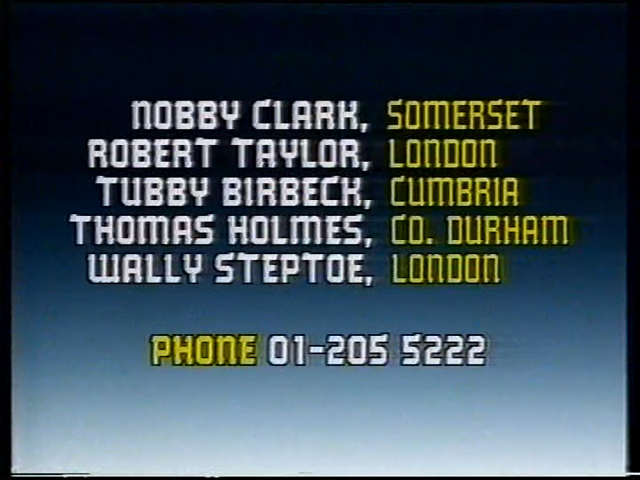 NOBBY CLARK, SOMERSET
ROBERT TAYLOR, LONDON
TUBBY BIRBECK, CUMBRIA
THOMAS HOLMES, CO. DURHAM
WALLY STEPTOE, LONDON
PHONE 01-205 5222